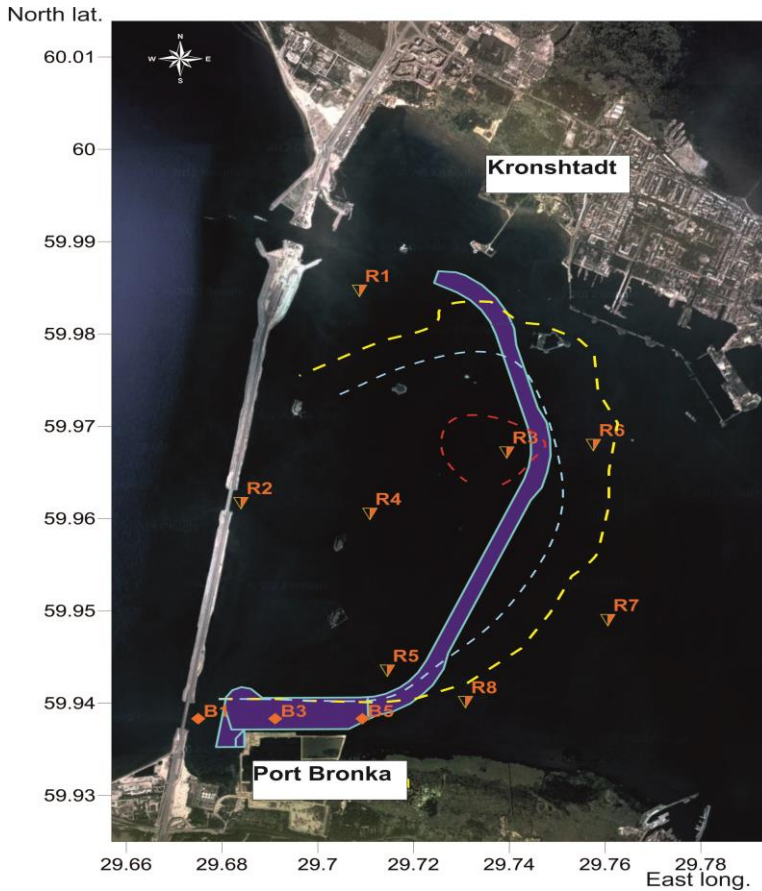 North lat.
60.01
N
W E
S
60
Kronshtadt
59.99
R1
59.98
59.97
R3
R6
R2
59.96
R4
59.95
R7
R5
59.94
R8
B1
B3
B5
Port Bronka
59.93
29.66 29.68 29.7 29.72 29.74 29.76 29.78
East long.